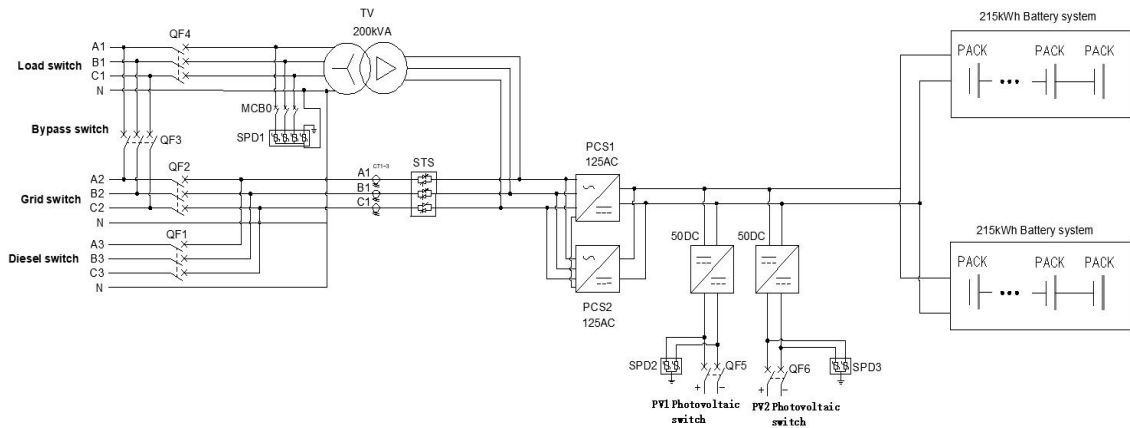 TV
200kVA
QF4
A1
B1
C1
N
Load switch
MCB0
SPD1
Bypass switch
QF3
A2
B2
C2
N
Grid switch
QF2
A1
B1
C1
CT1~3
STS
A3
B3
C3
N
Diesel switch
QF1
PCS1
125AC
PCS2
125AC
50DC
50DC
SPD2
QF5
+
−
PV1 Photovoltaic
switch
QF6
SPD3
+
−
PV2 Photovoltaic
switch
215kWh Battery system
PACK
PACK
PACK
215kWh Battery system
PACK
PACK
PACK